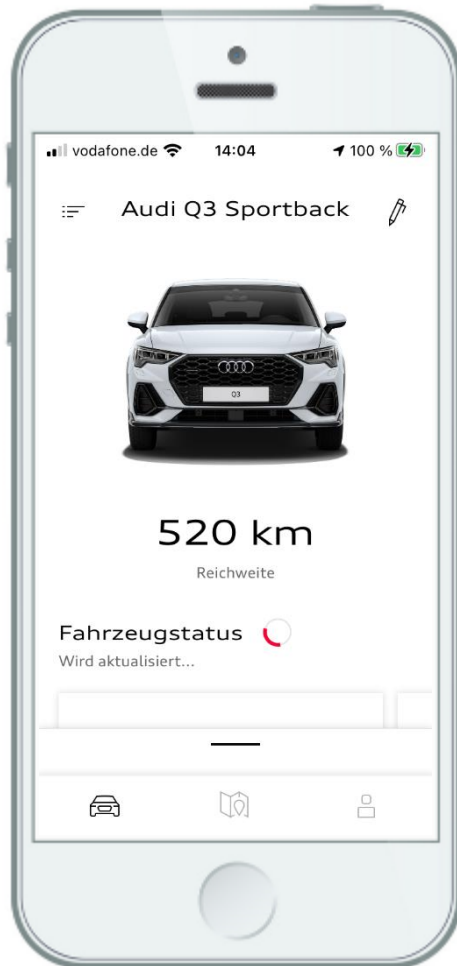 vodafone.de 14:04 100 %
Audi Q3 Sportback
Q3
520 km
Reichweite
Fahrzeugstatus
Wird aktualisiert...